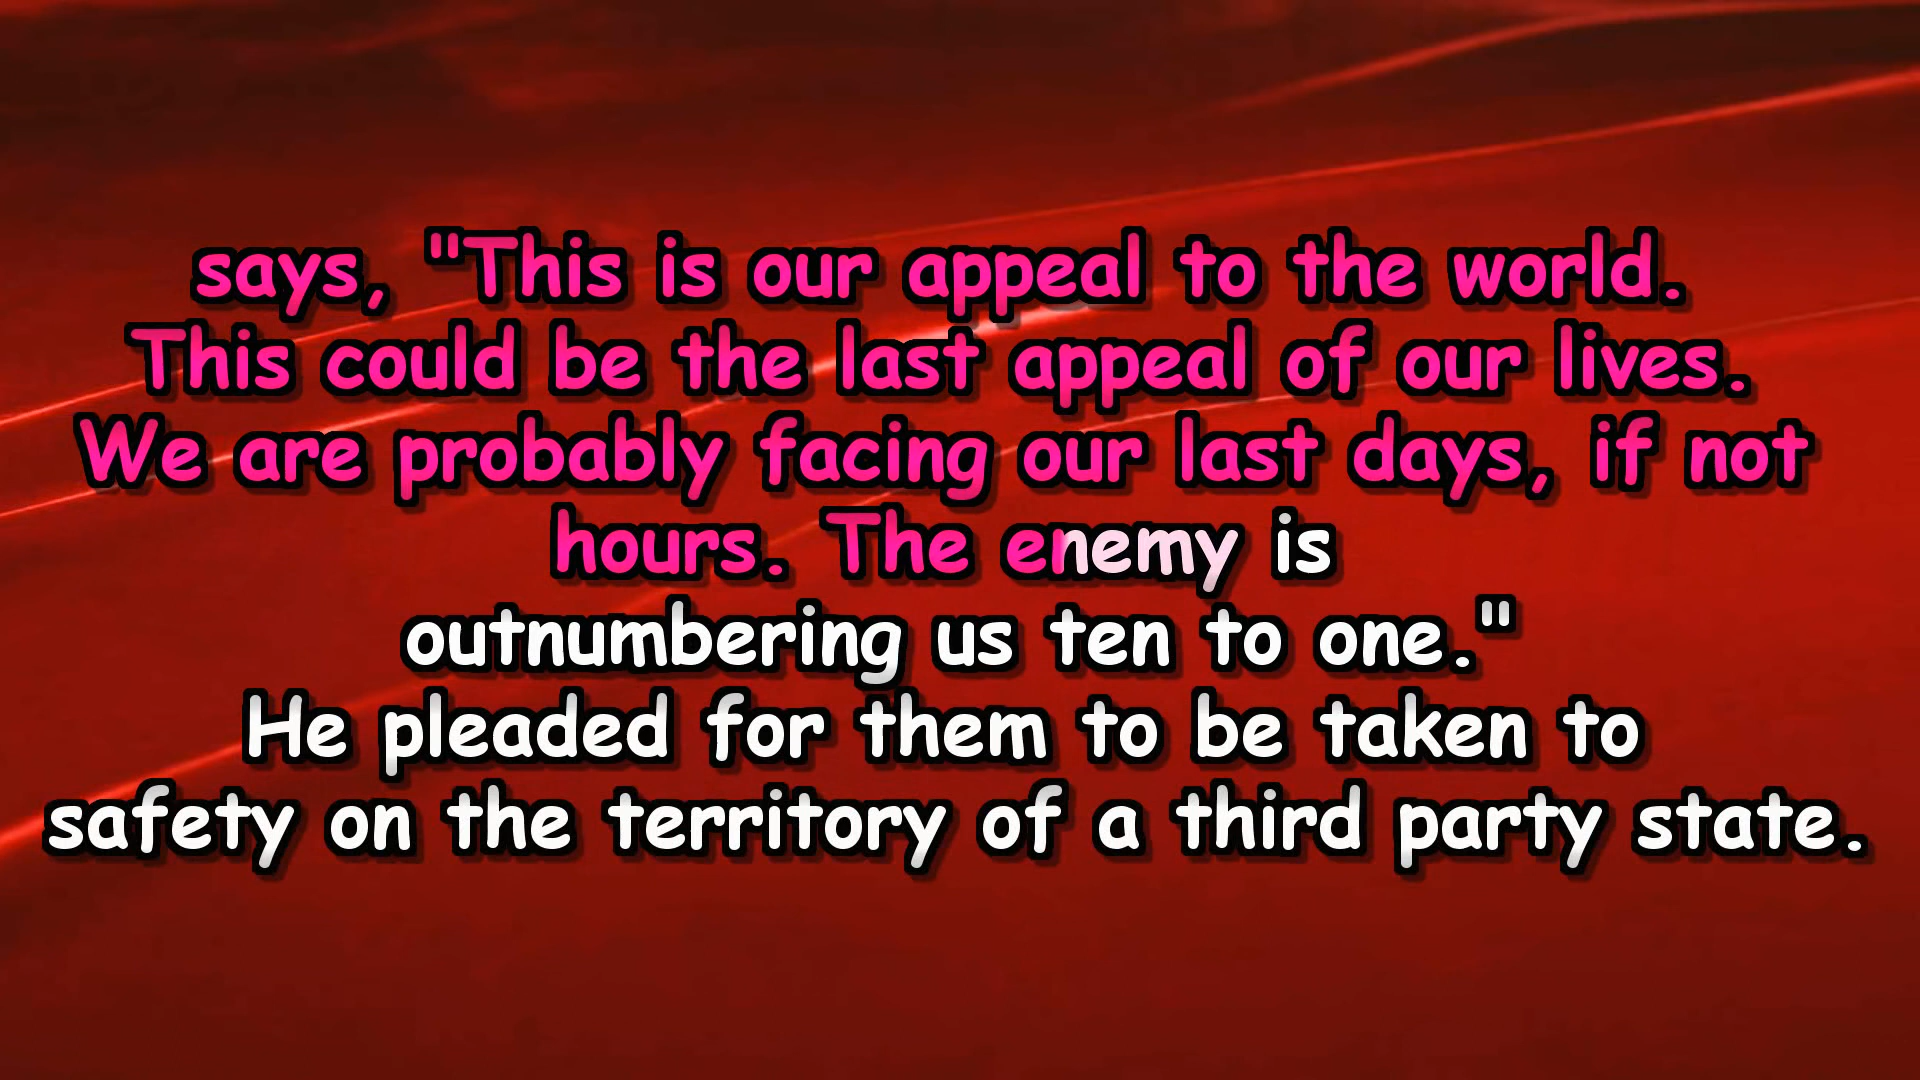 says, "This is our appeal to the world.
This could be the last appeal of our lives.
We are probably facing our last days, if not
hours. The enemy is
outnumbering us ten to one."
He pleaded for them to be taken to
safety on the territory of a third party state.